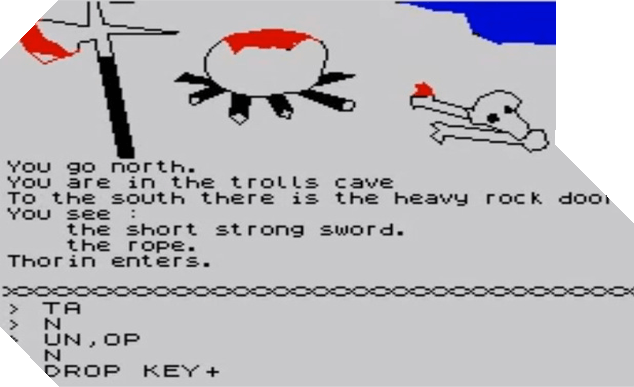 You go north.
You are in the trolls cave
To the south there is the heavy rock door
You see :
the short strong sword.
the rope.
Thorin enters.
> TA
> N
> UN,OP
N
DROP KEY+